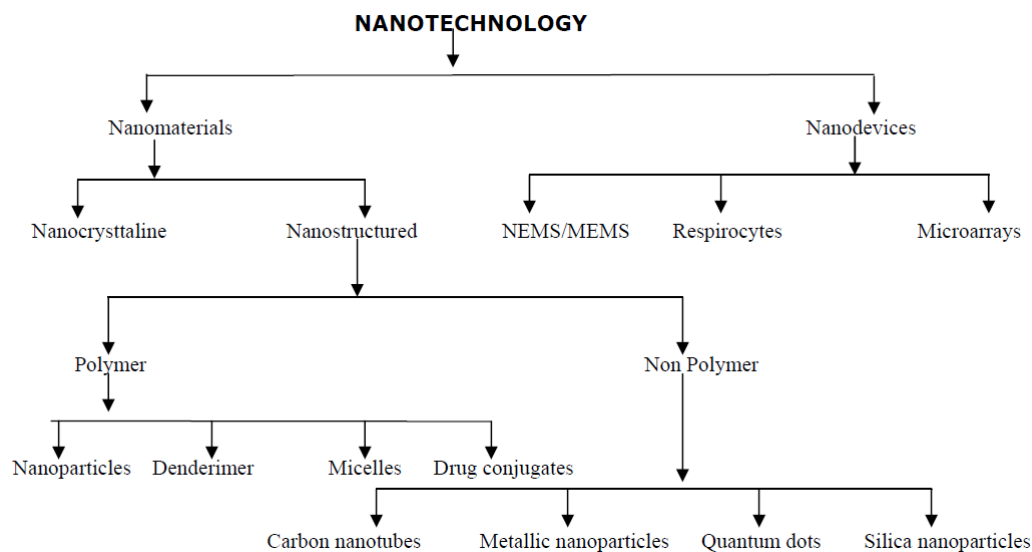 NANOTECHNOLOGY
Nanomaterials Nanodevices
Nanocrysttaline Nanostructured NEMS/MEMS Respirocytes Microarrays
Polymer Non Polymer
Nanoparticles Denderimer Micelles Drug conjugates
Carbon nanotubes Metallic nanoparticles Quantum dots Silica nanoparticles